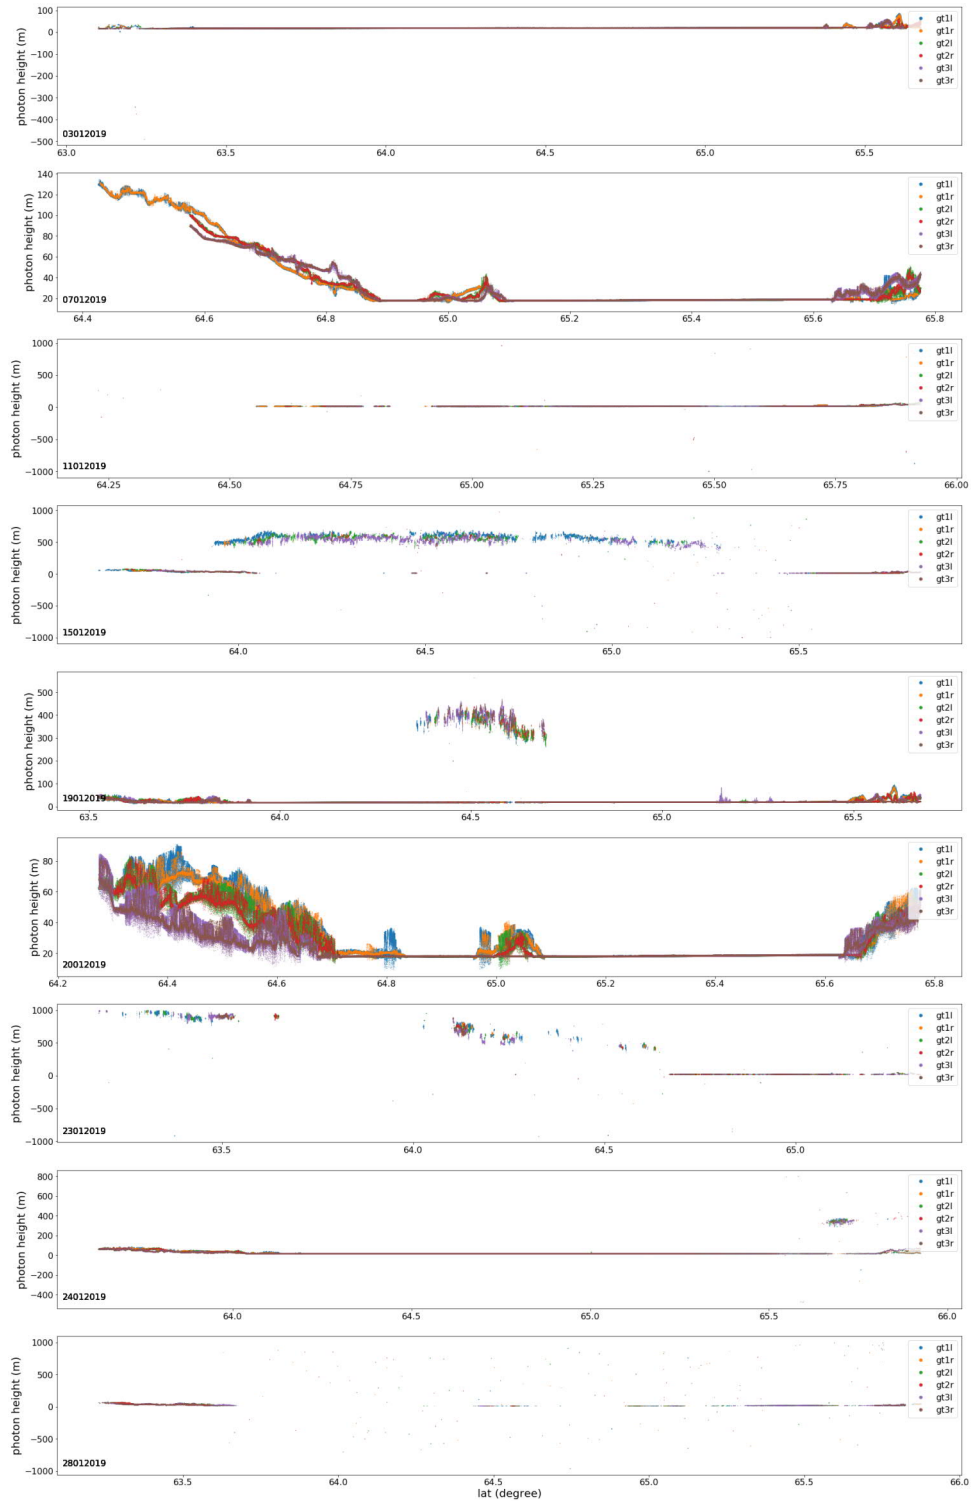 100
0
−100
−200
−300
−400
−500
photon height (m)
03012019
gt1l
gt1r
gt2l
gt2r
gt3l
gt3r
63.0 63.5 64.0 64.5 65.0 65.5
140
120
100
80
60
40
20
photon height (m)
07012019
gt1l
gt1r
gt2l
gt2r
gt3l
gt3r
64.4 64.6 64.8 65.0 65.2 65.4 65.6 65.8
1000
500
0
−500
−1000
photon height (m)
11012019
gt1l
gt1r
gt2l
gt2r
gt3l
gt3r
64.25 64.50 64.75 65.00 65.25 65.50 65.75 66.00
1000
500
0
−500
−1000
photon height (m)
15012019
gt1l
gt1r
gt2l
gt2r
gt3l
gt3r
64.0 64.5 65.0 65.5
500
400
300
200
100
0
photon height (m)
19012019
gt1l
gt1r
gt2l
gt2r
gt3l
gt3r
63.5 64.0 64.5 65.0 65.5
80
60
40
20
photon height (m)
20012019
gt1l
gt1r
gt2l
gt2r
gt3l
gt3r
64.2 64.4 64.6 64.8 65.0 65.2 65.4 65.6 65.8
1000
500
0
−500
−1000
photon height (m)
23012019
gt1l
gt1r
gt2l
gt2r
gt3l
gt3r
63.5 64.0 64.5 65.0
800
600
400
200
0
−200
−400
photon height (m)
24012019
gt1l
gt1r
gt2l
gt2r
gt3l
gt3r
64.0 64.5 65.0 65.5 66.0
1000
500
0
−500
−1000
photon height (m)
28012019
gt1l
gt1r
gt2l
gt2r
gt3l
gt3r
63.5 64.0 64.5 65.0 65.5 66.0
lat (degree)